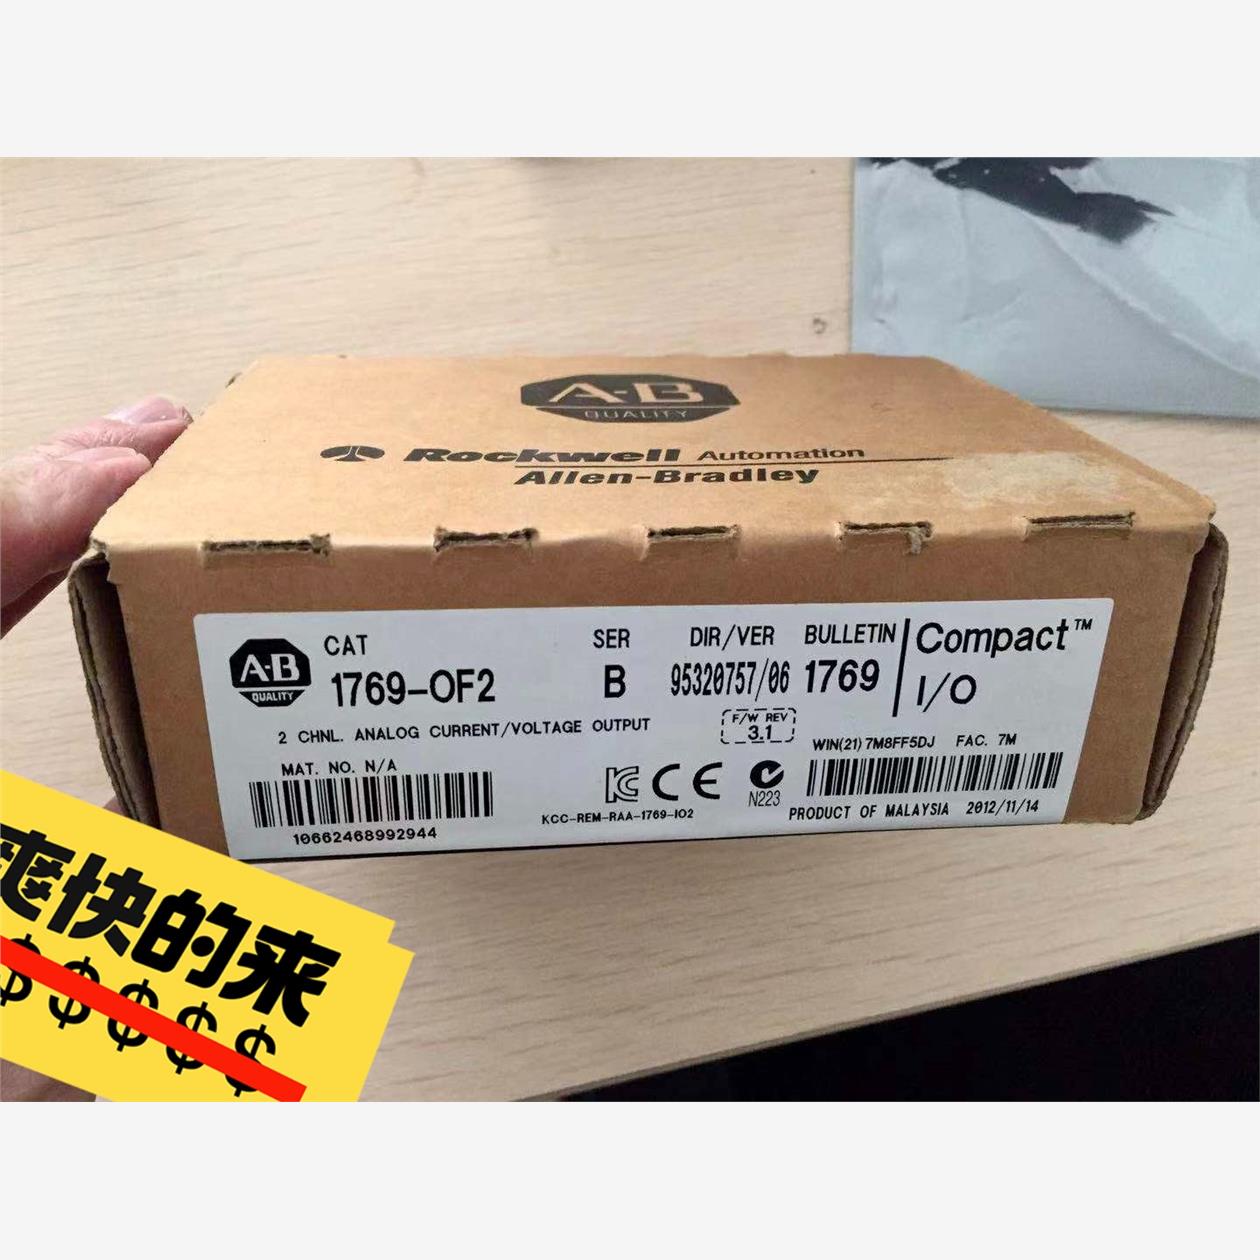 A-B
QUALITY
Rockwell Automation
Allen-Bradley
A-B
QUALITY
CAT
1769-OF2
SER
B
DIR/VER
95320757/06
BULLETIN
1769
Compact™
I/O
2 CHNL. ANALOG CURRENT/VOLTAGE OUTPUT
F/W REV
3.1
WIN(21) 7M8FF5DJ FAC. 7M
MAT. NO. N/A
10662468992944
KCC-REM-RAA-1769-IO2
CE
N223
PRODUCT OF MALAYSIA 2012/11/14
爽快的来
$$$$$